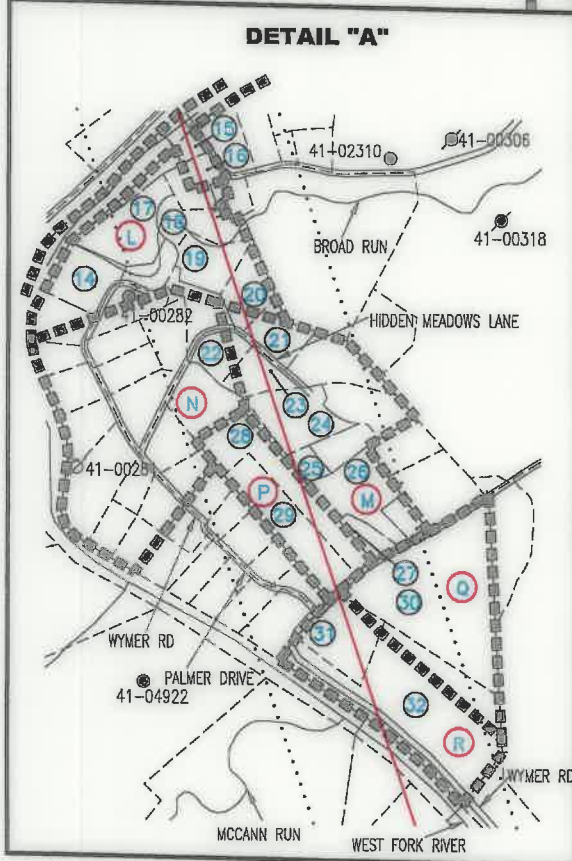 DETAIL "A"
15
16
41-02310
41-00306
17
18
L
41-00318
BROAD RUN
19
14
20
HIDDEN MEADOWS LANE
21
22
23
N
24
28
25
26
P
M
29
27
Q
30
WYMER RD
31
PALMER DRIVE
41-04922
32
R
WYMER RD
MCCANN RUN
WEST FORK RIVER